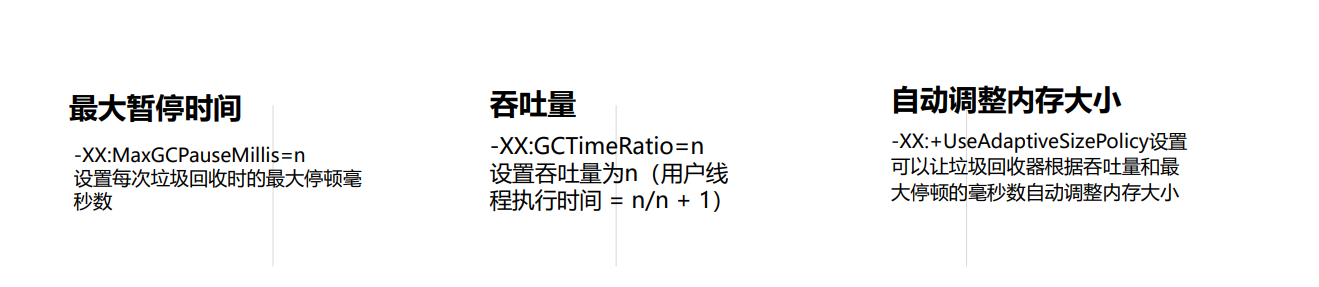 最大暂停时间
-XX:MaxGCPauseMillis=n
设置每次垃圾回收时的最大停顿毫
秒数
吞吐量
-XX:GCTimeRatio=n
设置吞吐量为n（用户线
程执行时间 = n/n + 1）
自动调整内存大小
-XX:+UseAdaptiveSizePolicy设置
可以让垃圾回收器根据吞吐量和最
大停顿的毫秒数自动调整内存大小